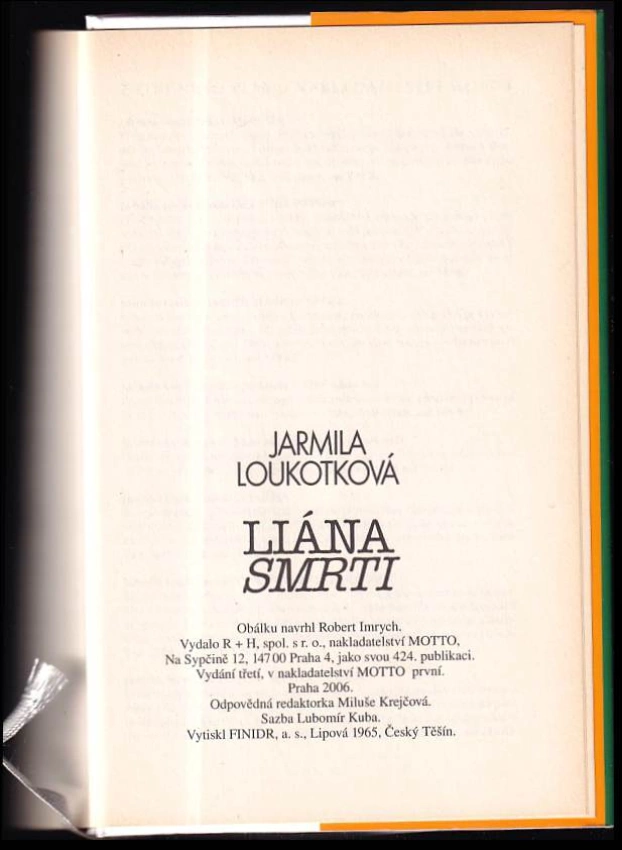 JARMILA
LOUKOTKOVÁ
LIÁNA
SMRTI
Obálku navrhl Robert Imrych.
Vydalo R + H, spol. s r. o., nakladatelství MOTTO,
Na Sypčině 12, 147 00 Praha 4, jako svou 424. publikaci.
Vydání třetí, v nakladatelství MOTTO první.
Praha 2006.
Odpovědná redaktorka Miluše Krejčová.
Sazba Lubomír Kuba.
Vytiskl FINIDR, a. s., Lipová 1965, Český Těšín.